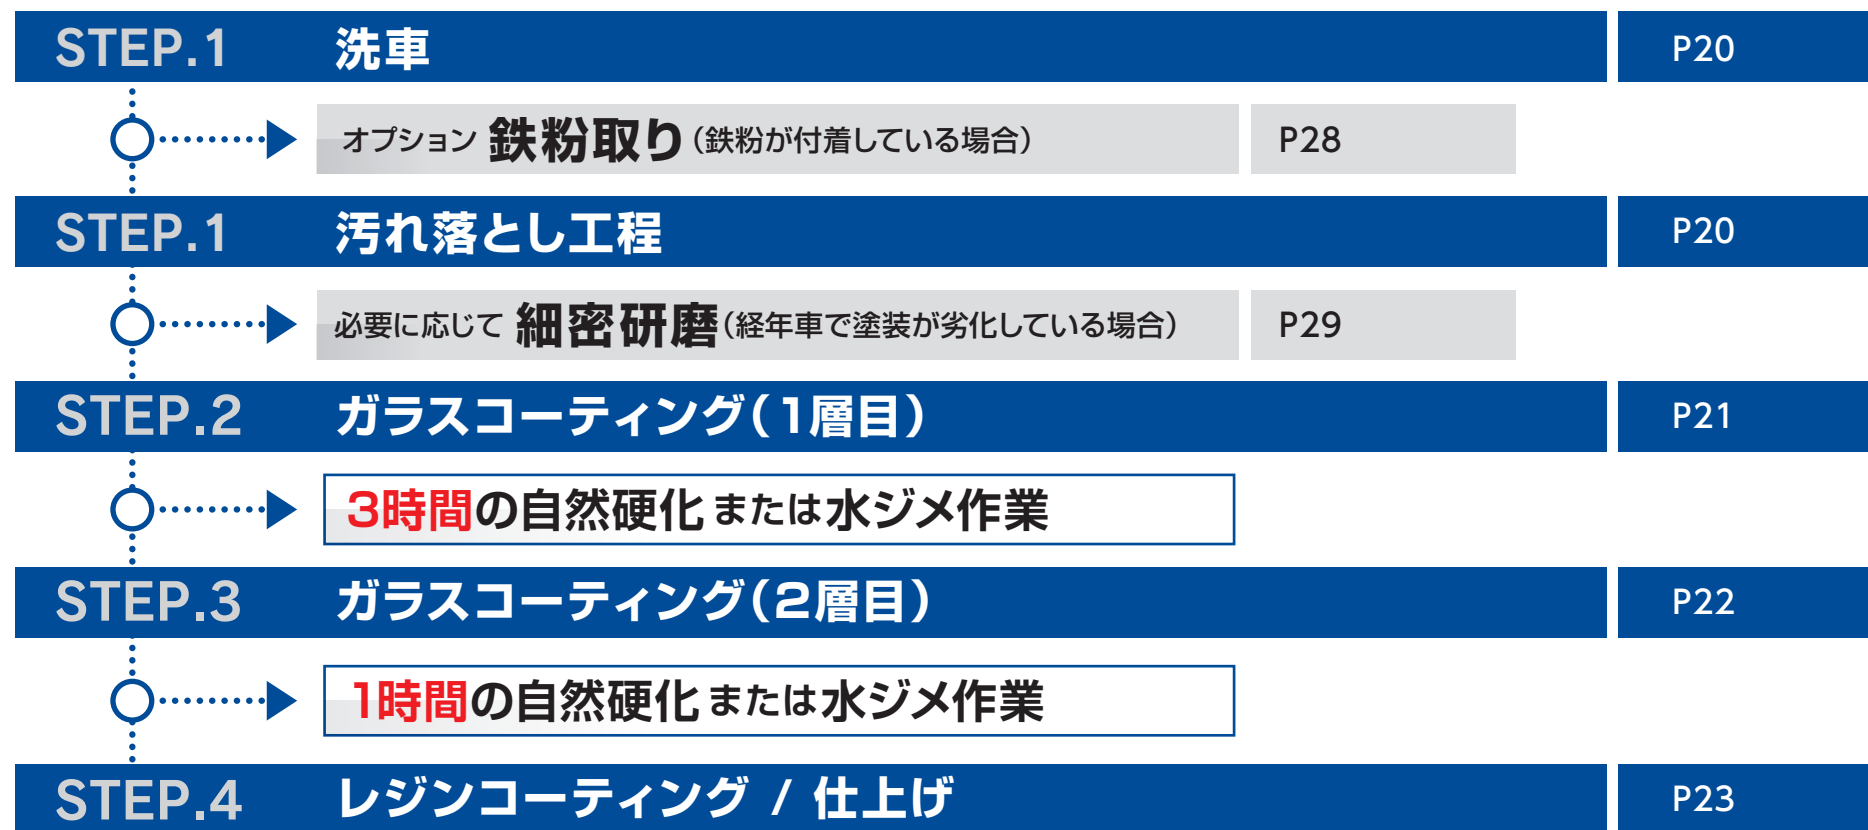 STEP.1 洗車 P20
オプション 鉄粉取り（鉄粉が付着している場合） P28
STEP.1 汚れ落とし工程 P20
必要に応じて 細密研磨（経年車で塗装が劣化している場合） P29
STEP.2 ガラスコーティング（1層目） P21
3時間の自然硬化 または 水ジメ作業
STEP.3 ガラスコーティング（2層目） P22
1時間の自然硬化 または 水ジメ作業
STEP.4 レジンコーティング / 仕上げ P23